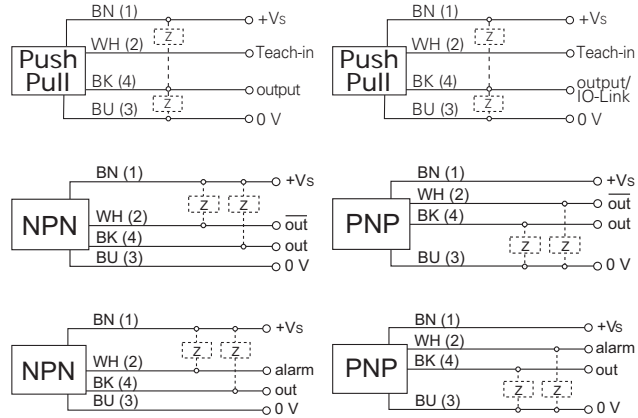 BN (1) +Vs
Z
WH (2) Teach-in
Push
Pull
BK (4) output
Z
BU (3) 0 V
BN (1) +Vs
Z
WH (2) Teach-in
Push
Pull
BK (4) output/
IO-Link
Z
BU (3) 0 V
BN (1) +Vs
Z Z
NPN
WH (2) out
BK (4) out
BU (3) 0 V
BN (1) +Vs
WH (2) out
PNP
BK (4) out
Z Z
BU (3) 0 V
BN (1) +Vs
Z Z
NPN
WH (2) alarm
BK (4) out
BU (3) 0 V
BN (1) +Vs
WH (2) alarm
PNP
BK (4) out
Z Z
BU (3) 0 V